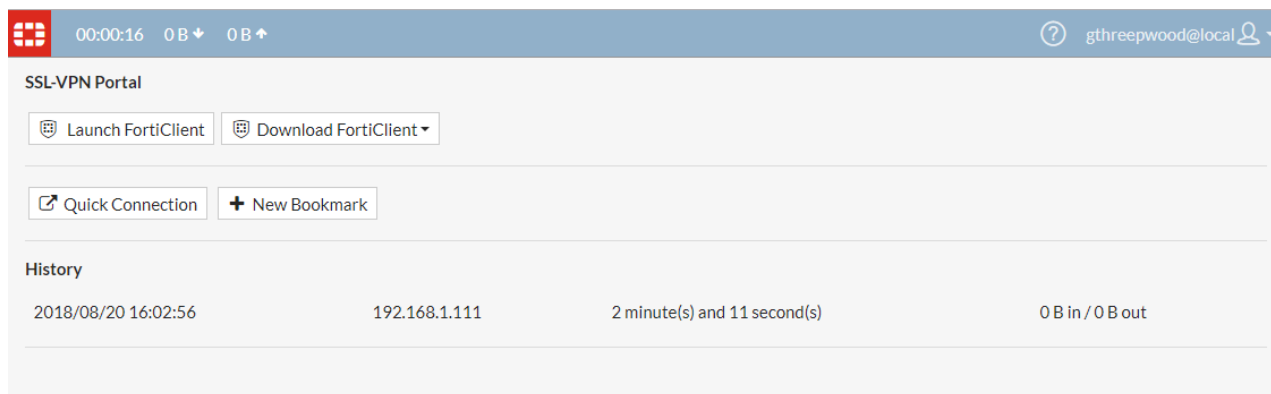 00:00:16 0 B 0 B gthreepwood@local
SSL-VPN Portal
Launch FortiClient Download FortiClient
Quick Connection New Bookmark
History
2018/08/20 16:02:56 192.168.1.111 2 minute(s) and 11 second(s) 0 B in / 0 B out